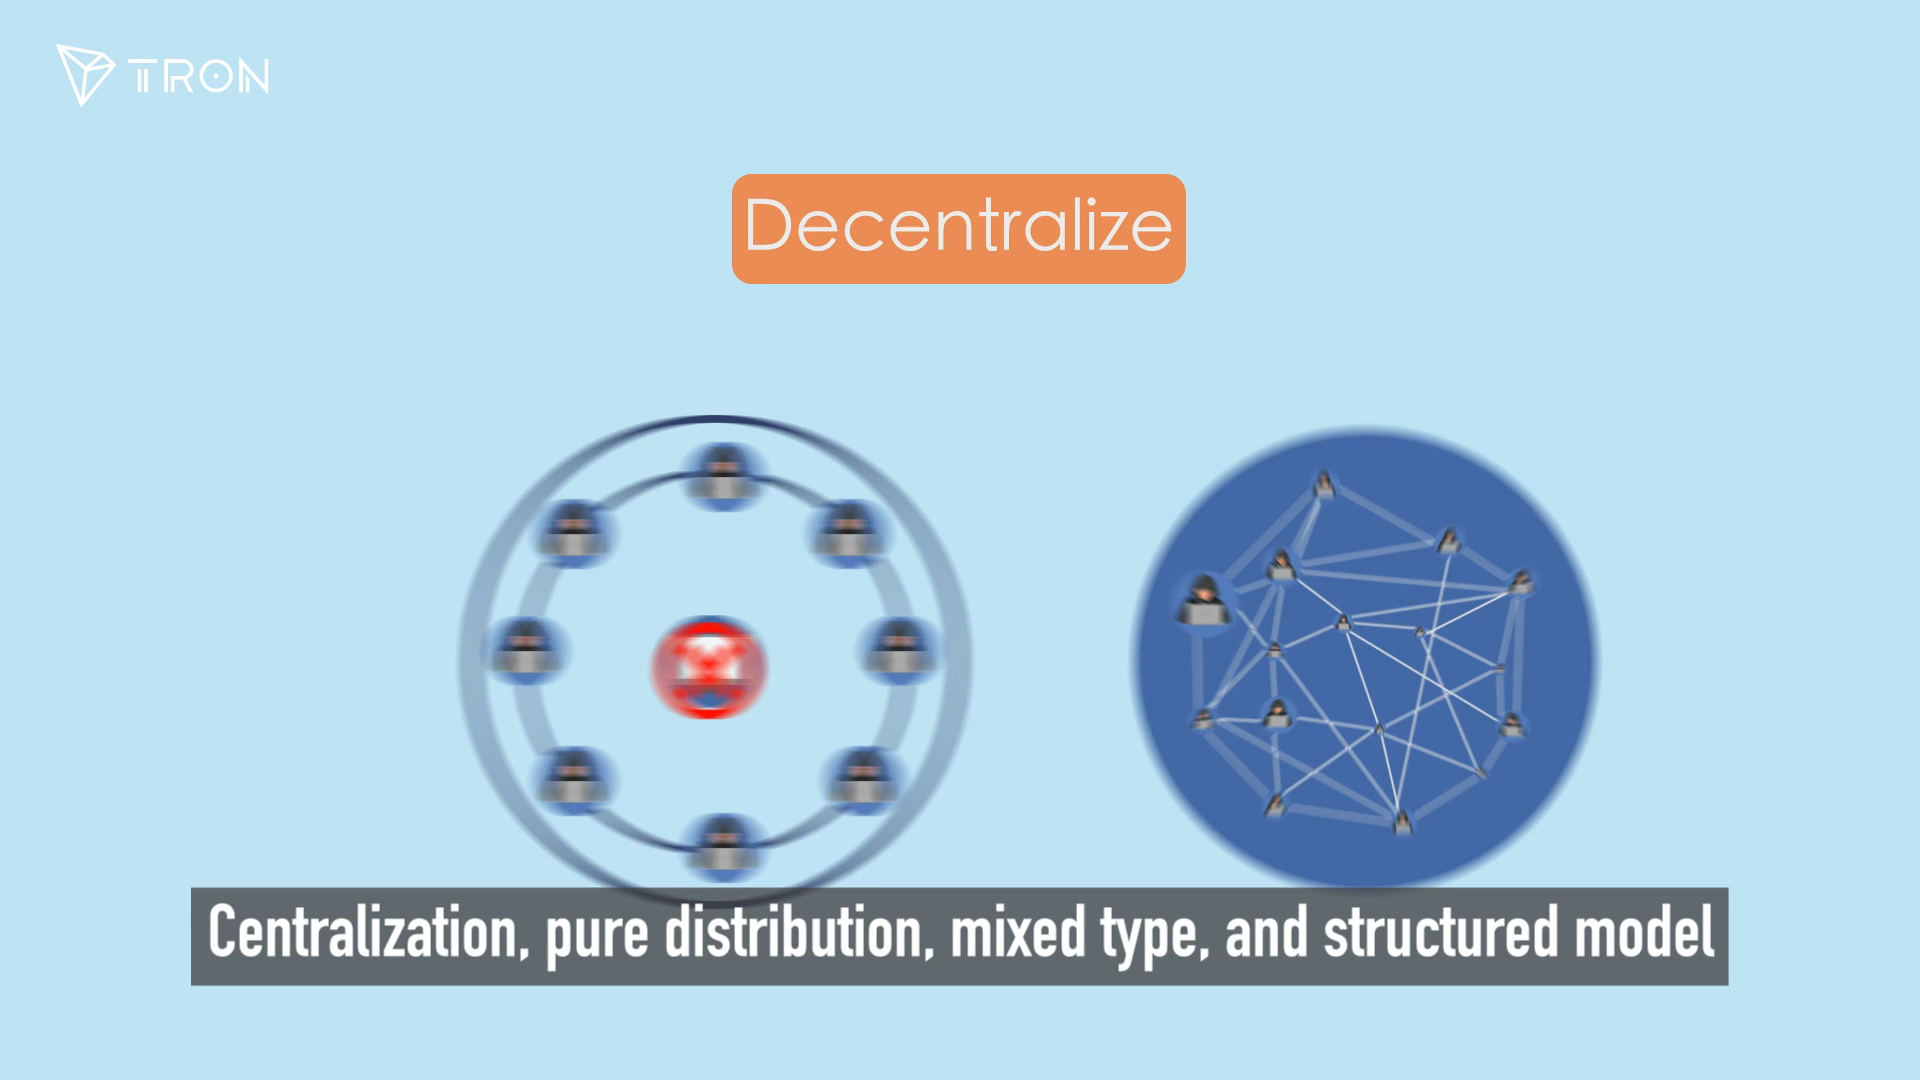 TRON
Decentralize
Centralization, pure distribution, mixed type, and structured model